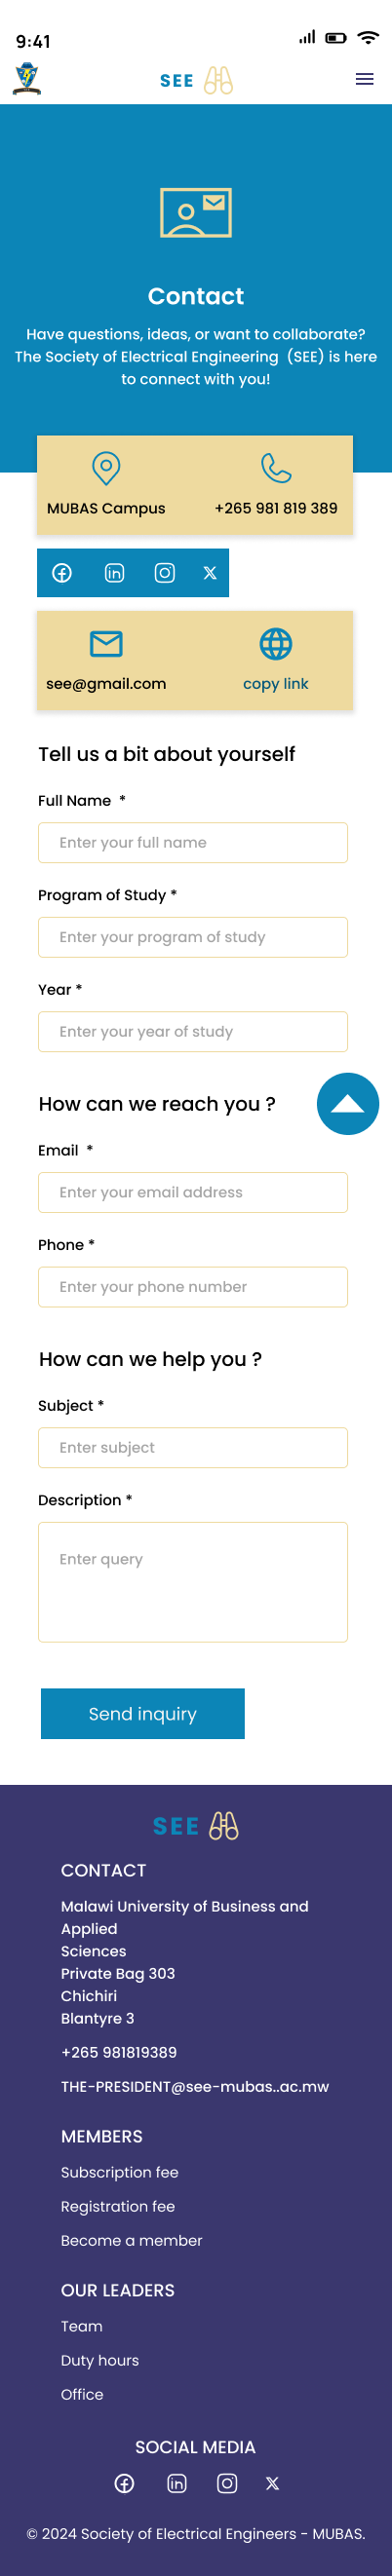 9:41
SEE
Contact
Have questions, ideas, or want to collaborate?
The Society of Electrical Engineering (SEE) is here
to connect with you!
MUBAS Campus
+265 981 819 389
see@gmail.com
copy link
Tell us a bit about yourself
Full Name *
Enter your full name
Program of Study *
Enter your program of study
Year *
Enter your year of study
How can we reach you ?
Email *
Enter your email address
Phone *
Enter your phone number
How can we help you ?
Subject *
Enter subject
Description *
Enter query
Send inquiry
SEE
CONTACT
Malawi University of Business and
Applied
Sciences
Private Bag 303
Chichiri
Blantyre 3
+265 981819389
THE-PRESIDENT@see-mubas..ac.mw
MEMBERS
Subscription fee
Registration fee
Become a member
OUR LEADERS
Team
Duty hours
Office
SOCIAL MEDIA
© 2024 Society of Electrical Engineers - MUBAS.